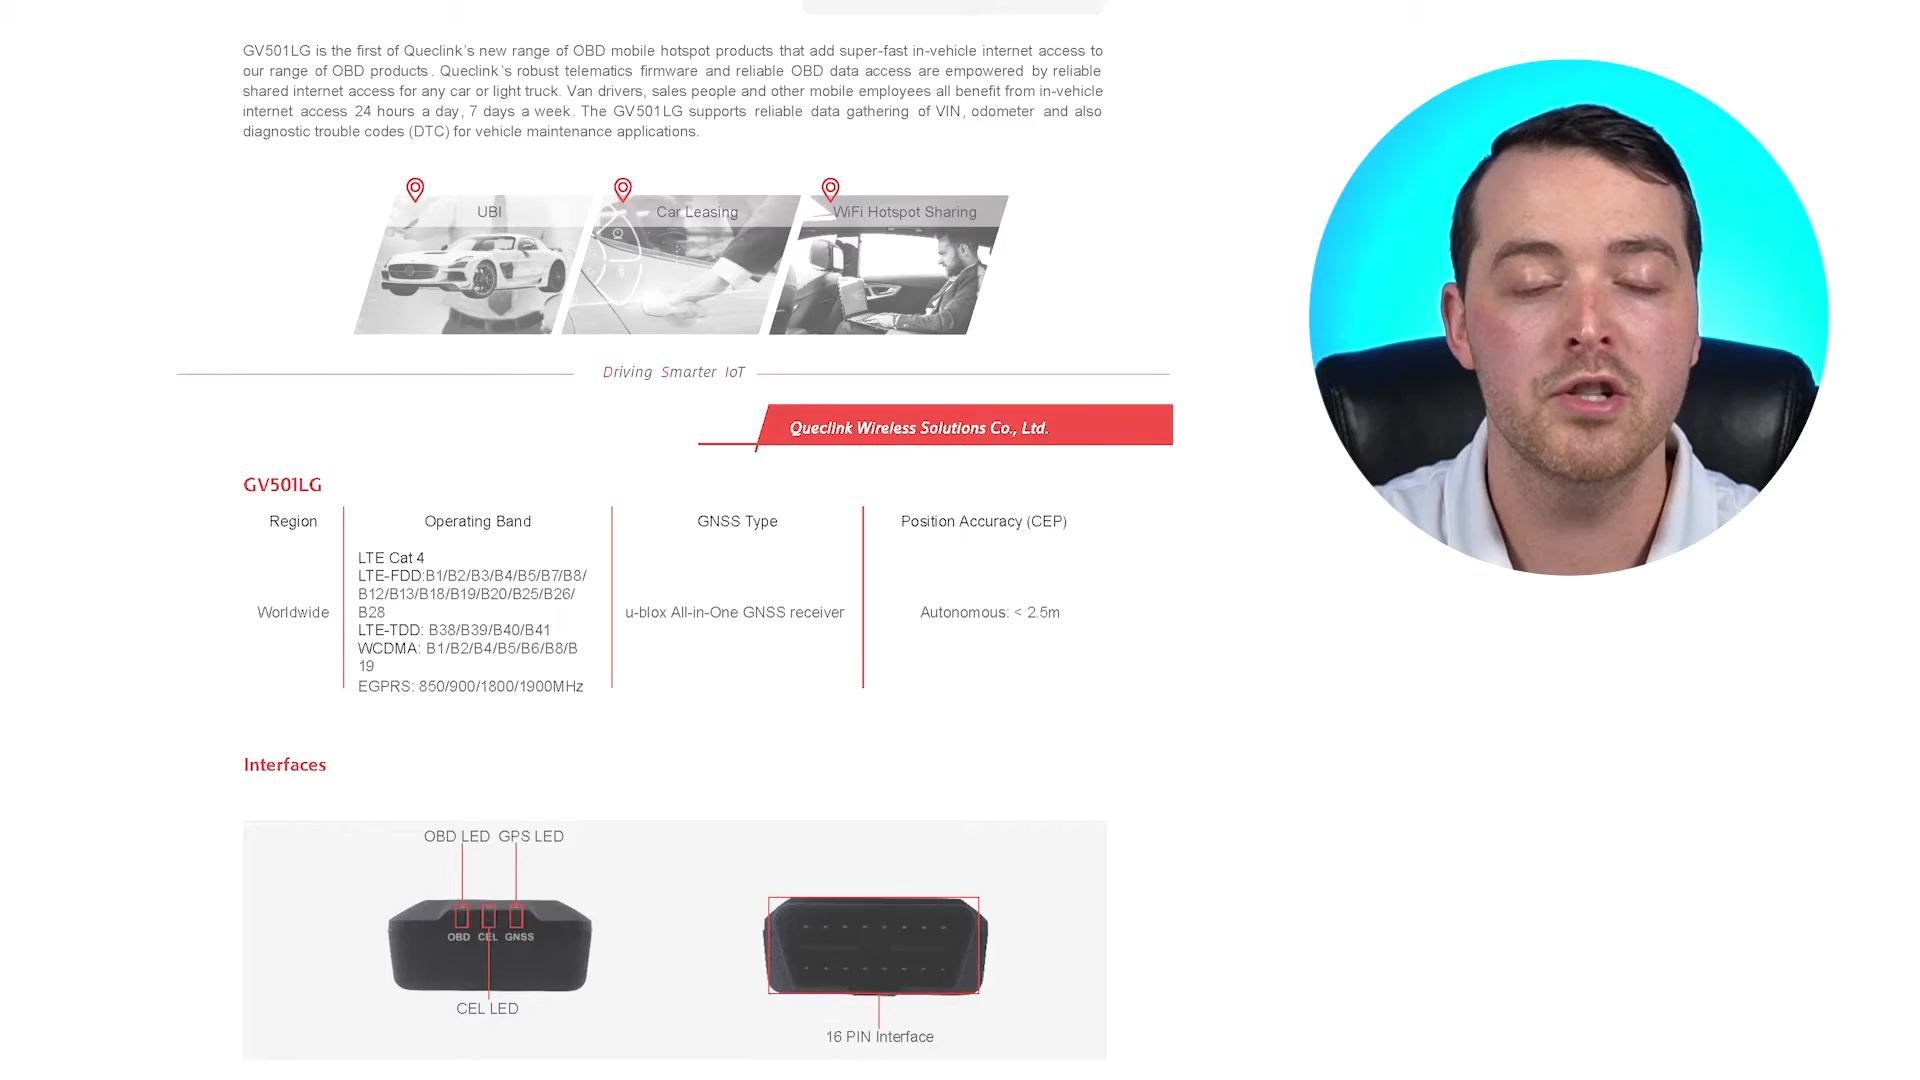 GV501LG is the first of Queclink's new range of OBD mobile hotspot products that add super-fast in-vehicle internet access to
our range of OBD products. Queclink's robust telematics firmware and reliable OBD data access are empowered by reliable
shared internet access for any car or light truck. Van drivers, sales people and other mobile employees all benefit from in-vehicle
internet access 24 hours a day, 7 days a week. The GV501LG supports reliable data gathering of VIN, odometer and also
diagnostic trouble codes (DTC) for vehicle maintenance applications.
UBI
Car Leasing
WiFi Hotspot Sharing
Driving Smarter IoT
Queclink Wireless Solutions Co., Ltd.
GV501LG
Region
Operating Band
GNSS Type
Position Accuracy (CEP)
Worldwide
LTE Cat 4
LTE-FDD:B1/B2/B3/B4/B5/B7/B8/
B12/B13/B18/B19/B20/B25/B26/
B28
LTE-TDD: B38/B39/B40/B41
WCDMA: B1/B2/B4/B5/B6/B8/B
19
EGPRS: 850/900/1800/1900MHz
u-blox All-in-One GNSS receiver
Autonomous: < 2.5m
Interfaces
OBD LED GPS LED
OBD CEL GNSS
CEL LED
16 PIN Interface